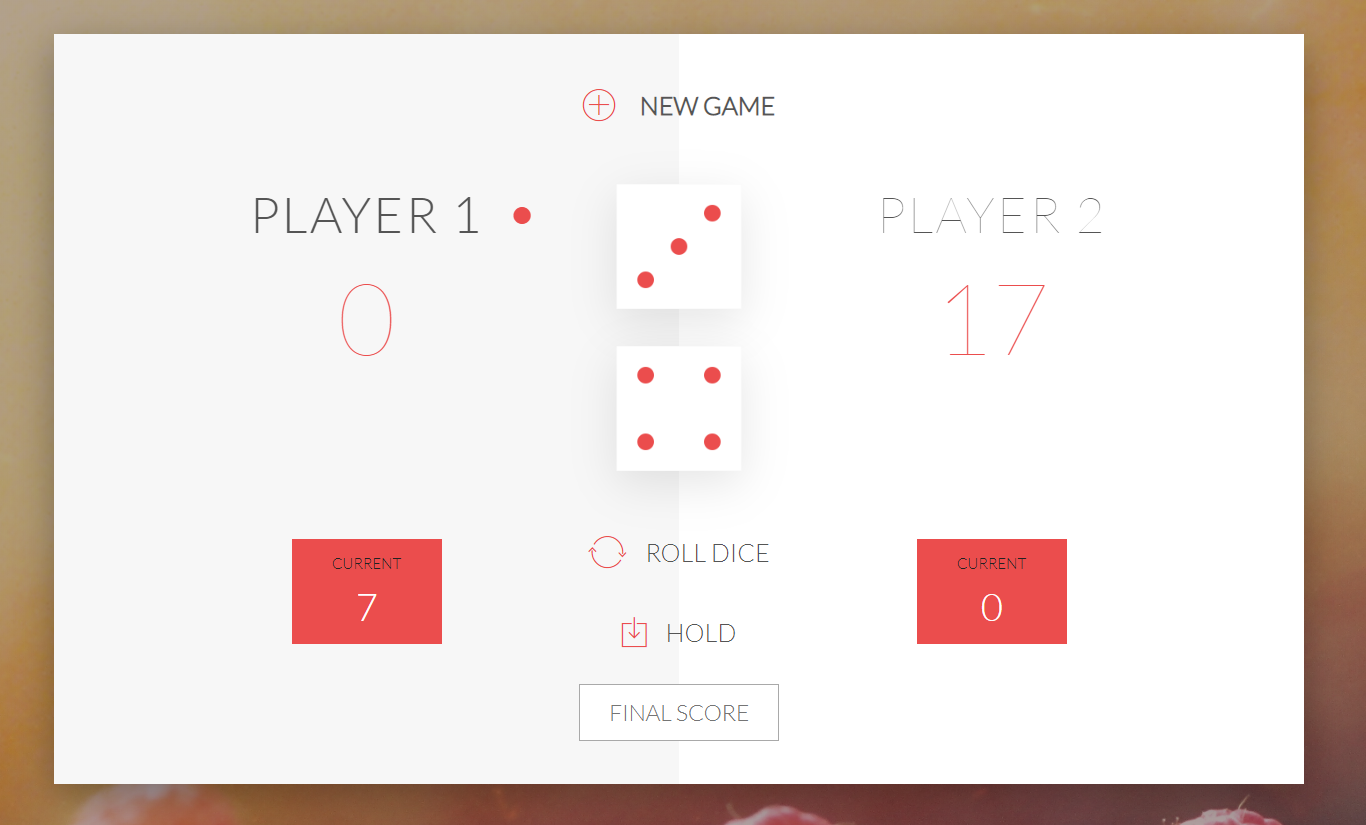 NEW GAME
PLAYER 1
0
PLAYER 2
17
CURRENT
7
ROLL DICE
HOLD
FINAL SCORE
CURRENT
0